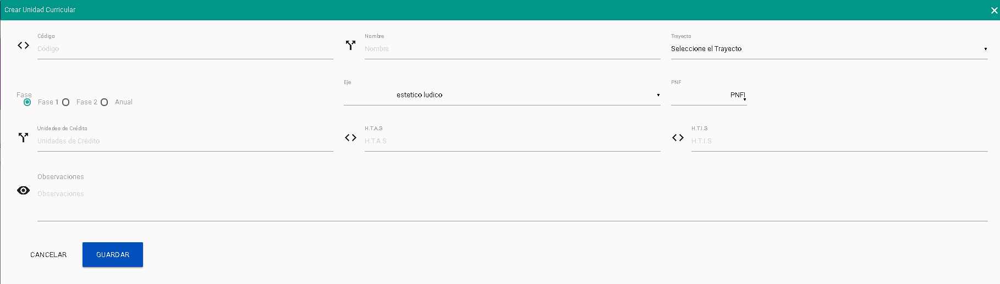 Crear Unidad Curricular
Código
Código
Nombre
Nombre
Trayecto
Seleccione el Trayecto
Fase
Fase 1
Fase 2
Anual
Eje
estetico ludico
PNF
PNFI
Unidades de Crédito
Unidades de Crédito
H.T.A.S
H.T.A.S
H.T.I.S
H.T.I.S
Observaciones
Observaciones
CANCELAR
GUARDAR